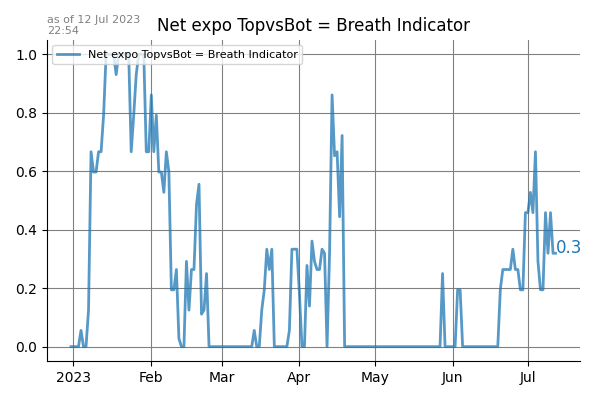 as of 12 Jul 2023
22:54
Net expo TopvsBot = Breath Indicator
Net expo TopvsBot = Breath Indicator
1.0
0.8
0.6
0.4
0.2
0.0
0.3
2023 Feb Mar Apr May Jun Jul